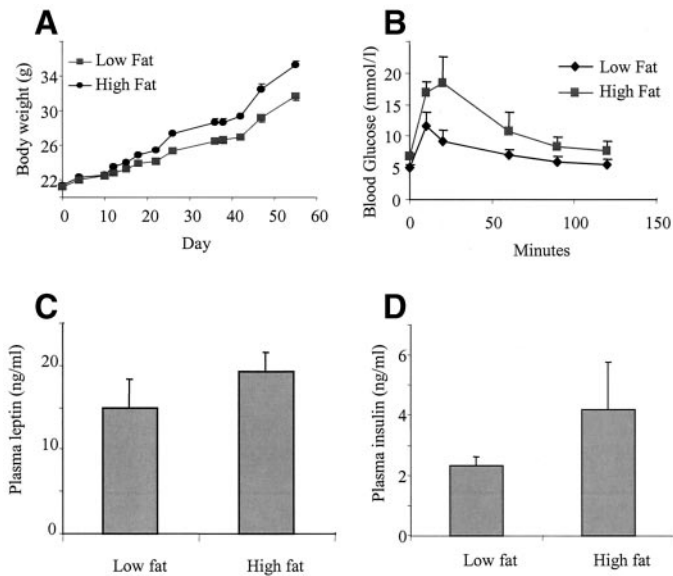 A
Low Fat
High Fat
Body weight (g)
34
30
26
22
0
10
20
30
40
50
60
Day
B
Low Fat
High Fat
Blood Glucose (mmol/l)
20
15
10
5
0
0
50
100
150
Minutes
C
Plasma leptin (ng/ml)
20
10
0
Low fat
High fat
D
Plasma insulin (ng/ml)
6
4
2
0
Low fat
High fat